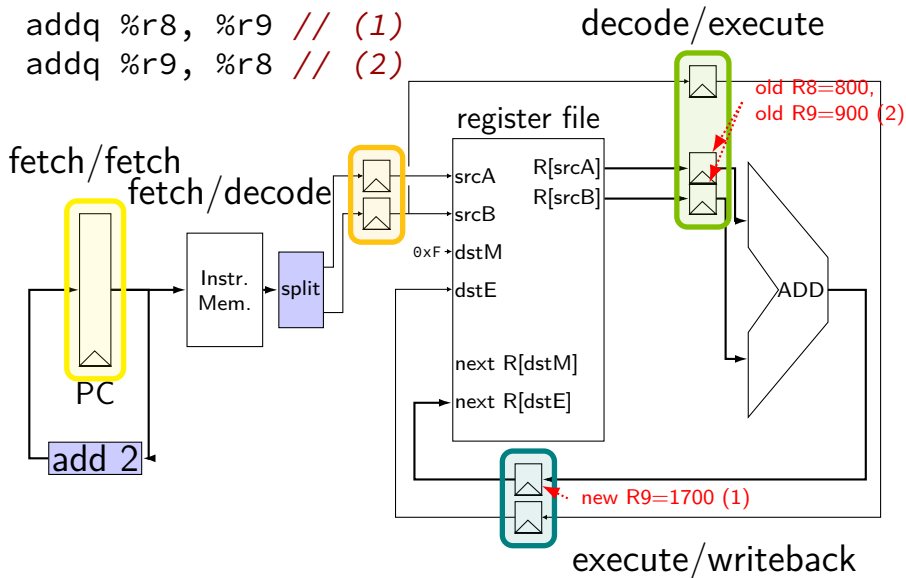 addq %r8, %r9 // (1)
addq %r9, %r8 // (2)
decode/execute
old R8=800,
old R9=900 (2)
register file
fetch/fetch
fetch/decode
srcA
R[srcA]
srcB
R[srcB]
0xF
dstM
dstE
Instr.
Mem.
split
ADD
next R[dstM]
next R[dstE]
PC
add 2
new R9=1700 (1)
execute/writeback